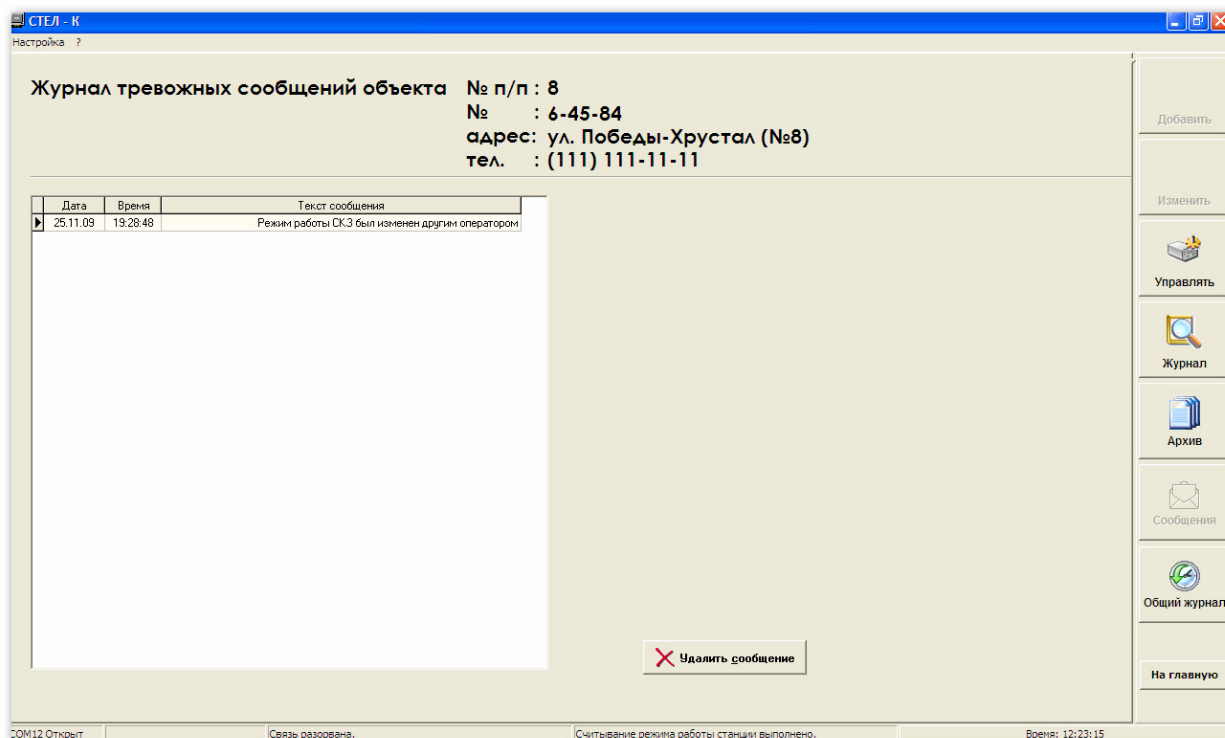 СТЕЛ - К
Настройка ?
Журнал тревожных сообщений объекта
№ п/п : 8
№ : 6-45-84
адрес: ул. Победы-Хрустал (№8)
тел. : (111) 111-11-11
Дата Время Текст сообщения
25.11.09 19:28:48 Режим работы СКЗ был изменен другим оператором
Удалить сообщение
Добавить
Изменить
Управлять
Журнал
Архив
Сообщения
Общий журнал
На главную
COM12 Открыт Связь разорвана. Считывание режима работы станции выполнено. Время: 12:23:15